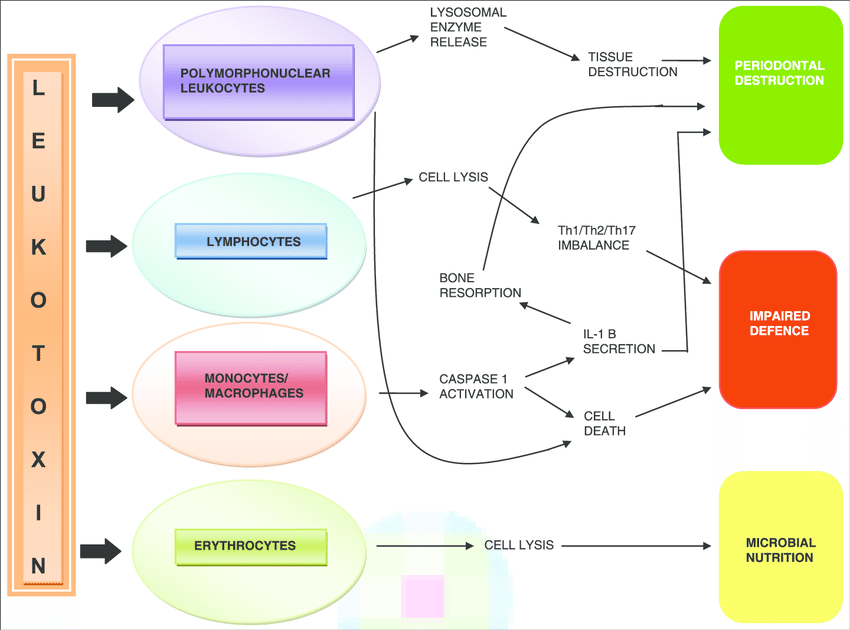 LEUKOTOXIN
POLYMORPHONUCLEAR
LEUKOCYTES
LYMPHOCYTES
MONOCYTES/
MACROPHAGES
ERYTHROCYTES
LYSOSOMAL
ENZYME
RELEASE
TISSUE
DESTRUCTION
CELL LYSIS
Th1/Th2/Th17
IMBALANCE
BONE
RESORPTION
IL-1 B
SECRETION
CASPASE 1
ACTIVATION
CELL
DEATH
CELL LYSIS
PERIODONTAL
DESTRUCTION
IMPAIRED
DEFENCE
MICROBIAL
NUTRITION